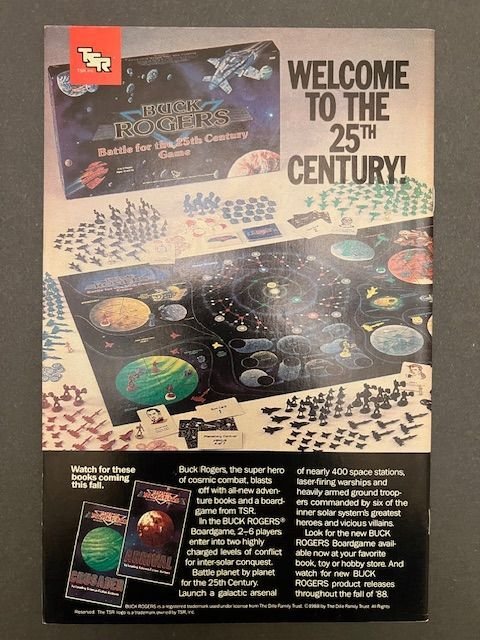 TSR
BUCK
ROGERS
Battle for the 25th Century
Game
WELCOME
TO THE
25TH
CENTURY!
Watch for these
books coming
this fall.
ARRIVAL
CRUSADER
Buck Rogers, the super hero
of cosmic combat, blasts
off with all-new adven-
ture books and a board-
game from TSR.
In the BUCK ROGERS®
Boardgame, 2–6 players
enter into two highly
charged levels of conflict
for inter-solar conquest.
Battle planet by planet
for the 25th Century.
Launch a galactic arsenal
of nearly 400 space stations,
laser-firing warships and
heavily armed ground troop-
ers commanded by six of the
inner solar system's greatest
heroes and vicious villains.
Look for the new BUCK
ROGERS Boardgame avail-
able now at your favorite
book, toy or hobby store. And
watch for new BUCK
ROGERS product releases
throughout the fall of '88.
BUCK ROGERS is a registered trademark used under license from The Dille Family Trust. ©1988 by The Dille Family Trust. All Rights
Reserved. The TSR logo is a trademark owned by TSR, Inc.